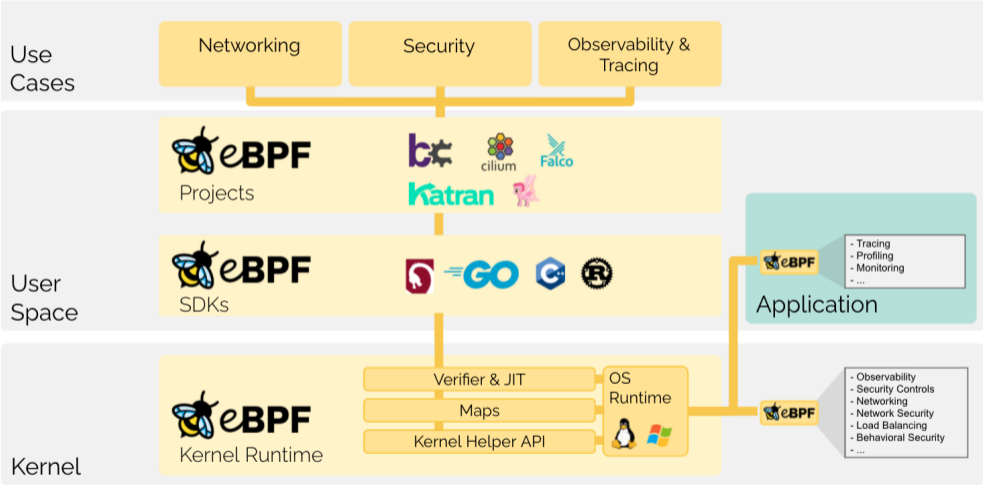 Use
Cases
Networking
Security
Observability &
Tracing
User
Space
eBPF
Projects
bcc
cilium
Falco
Katran
eBPF
SDKs
GO
C++
R
eBPF
- Tracing
- Profiling
- Monitoring
- ...
Application
Kernel
eBPF
Kernel Runtime
Verifier & JIT
Maps
Kernel Helper API
OS
Runtime
eBPF
- Observability
- Security Controls
- Networking
- Network Security
- Load Balancing
- Behavioral Security
- ...